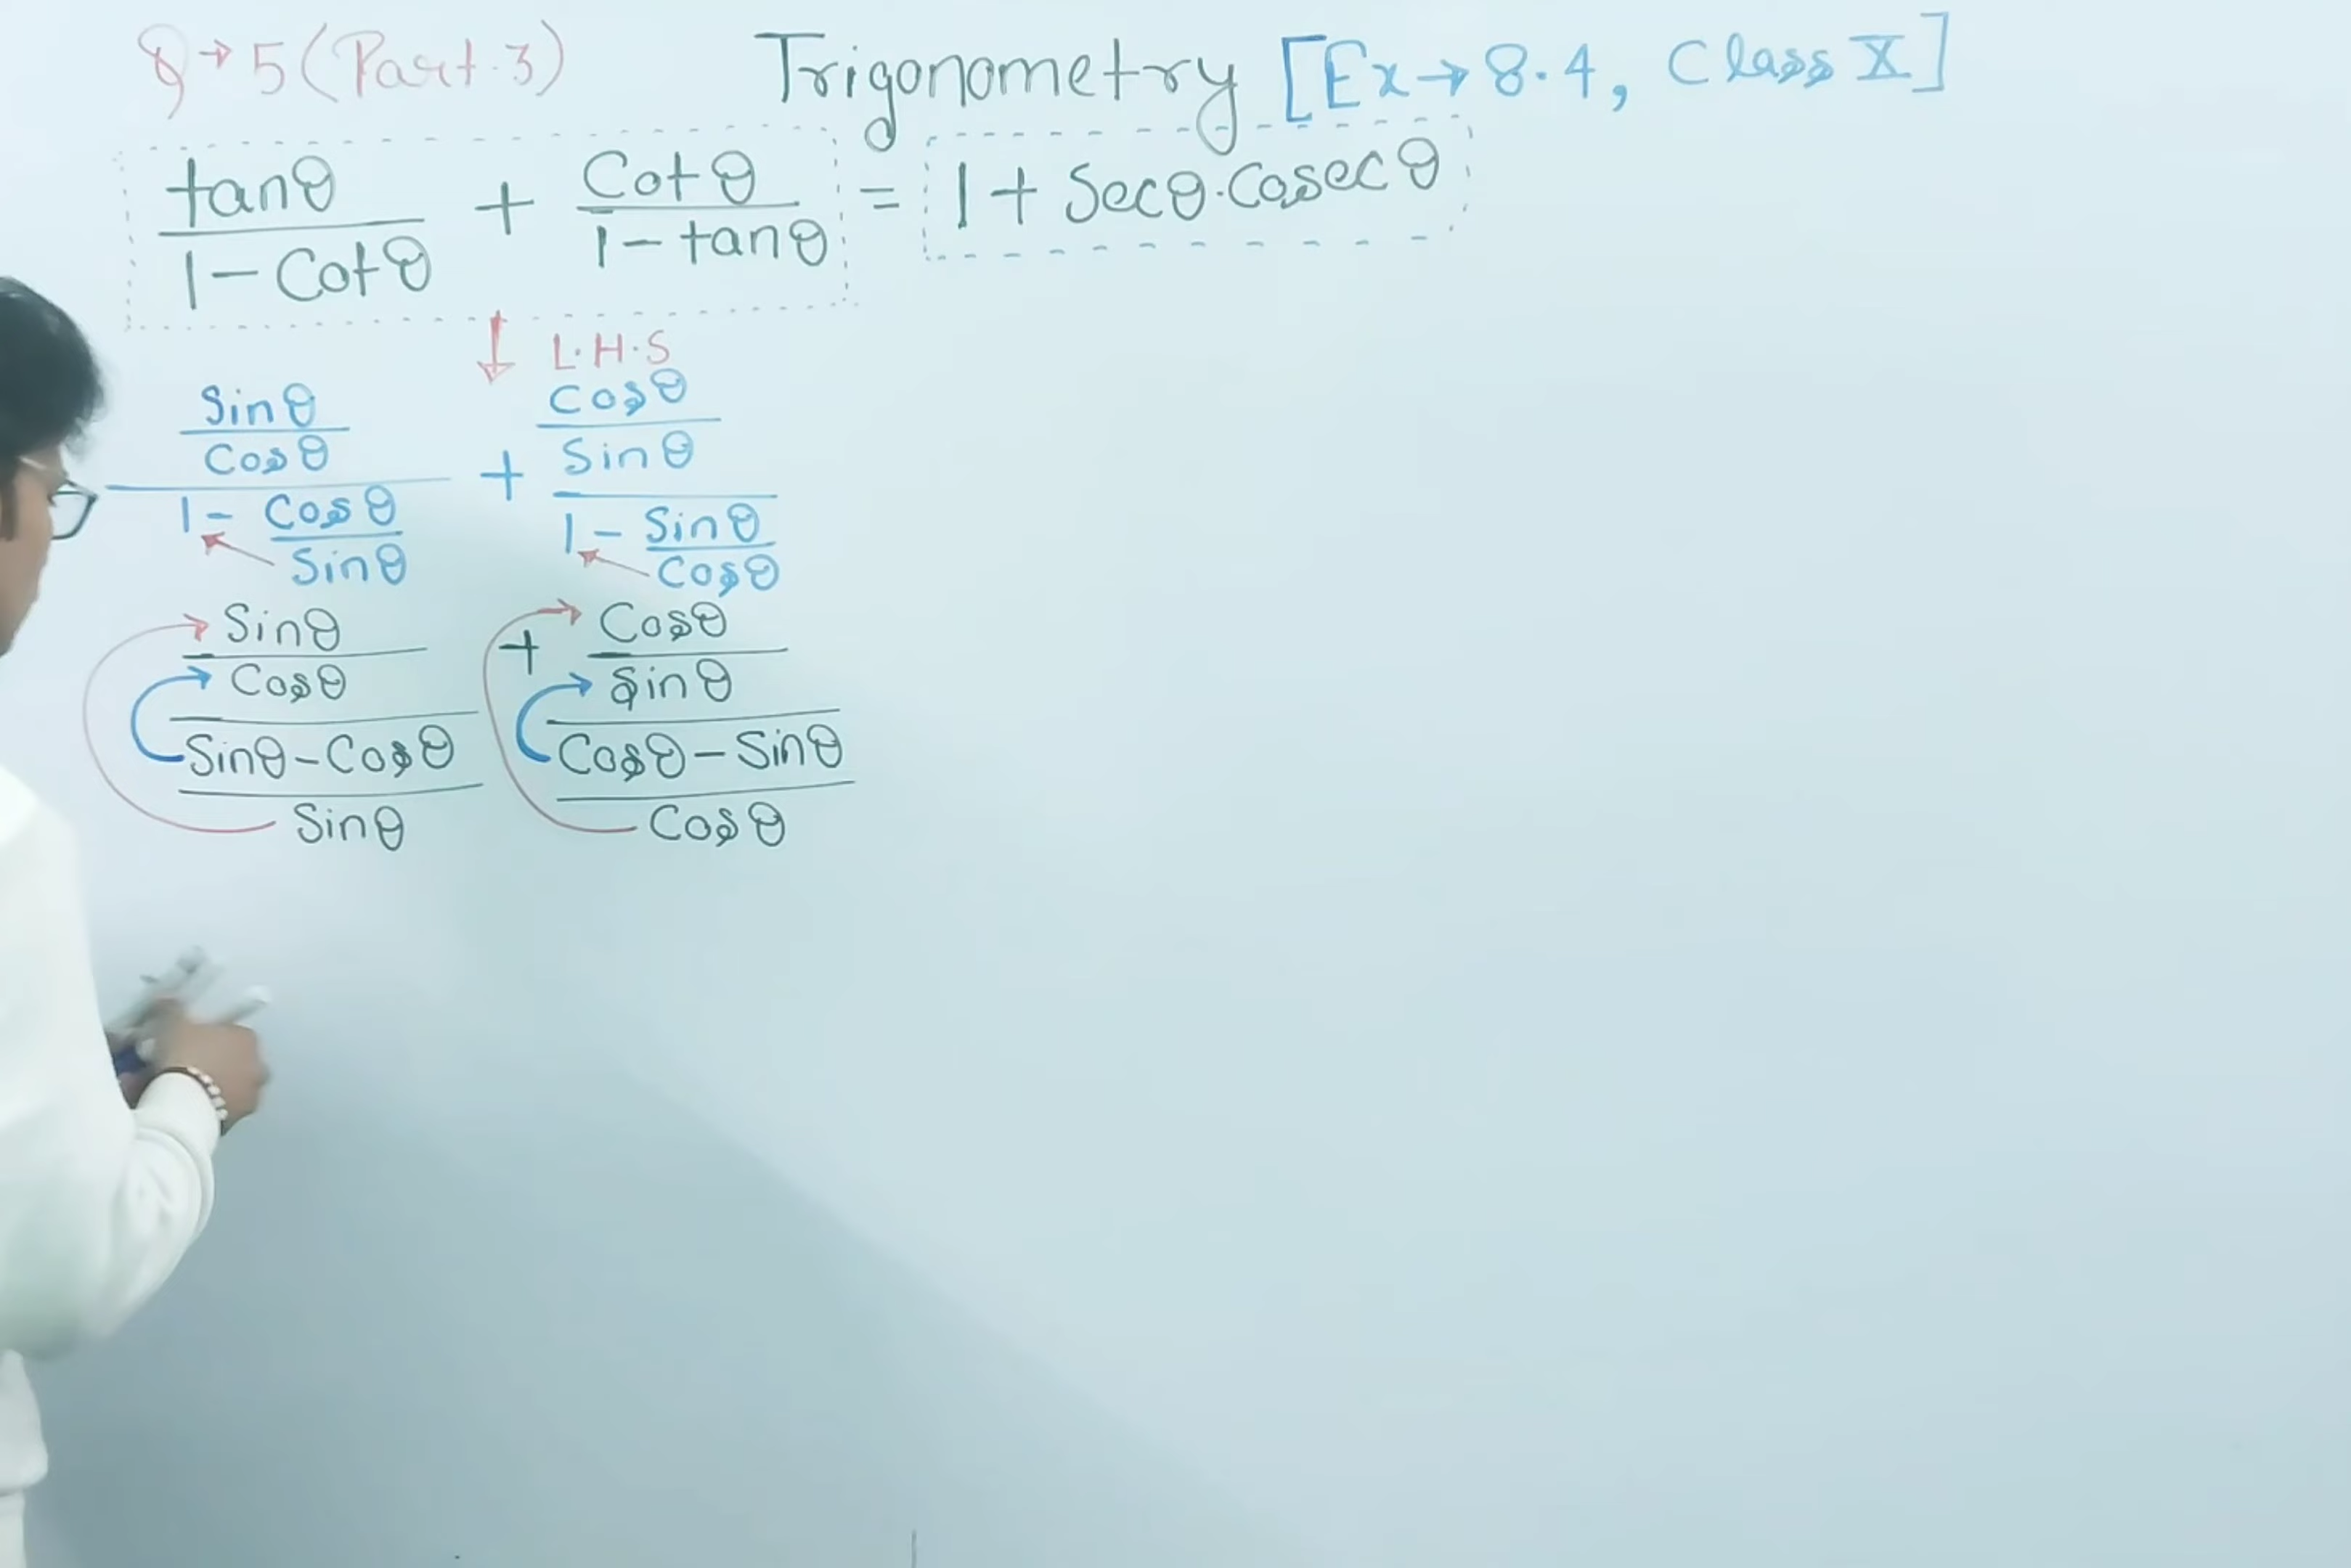 Q→5 (Part.3) Trigonometry [Ex→8.4, Class X]
tanθ/1-Cotθ + Cotθ/1-tanθ = 1+Secθ.Cosecθ
↓ L.H.S
Sinθ/Cosθ / 1-Cosθ/Sinθ + Cosθ/Sinθ / 1-Sinθ/Cosθ
Sinθ/Cosθ / Sinθ-Cosθ/Sinθ + Cosθ/Sinθ / Cosθ-Sinθ/Cosθ